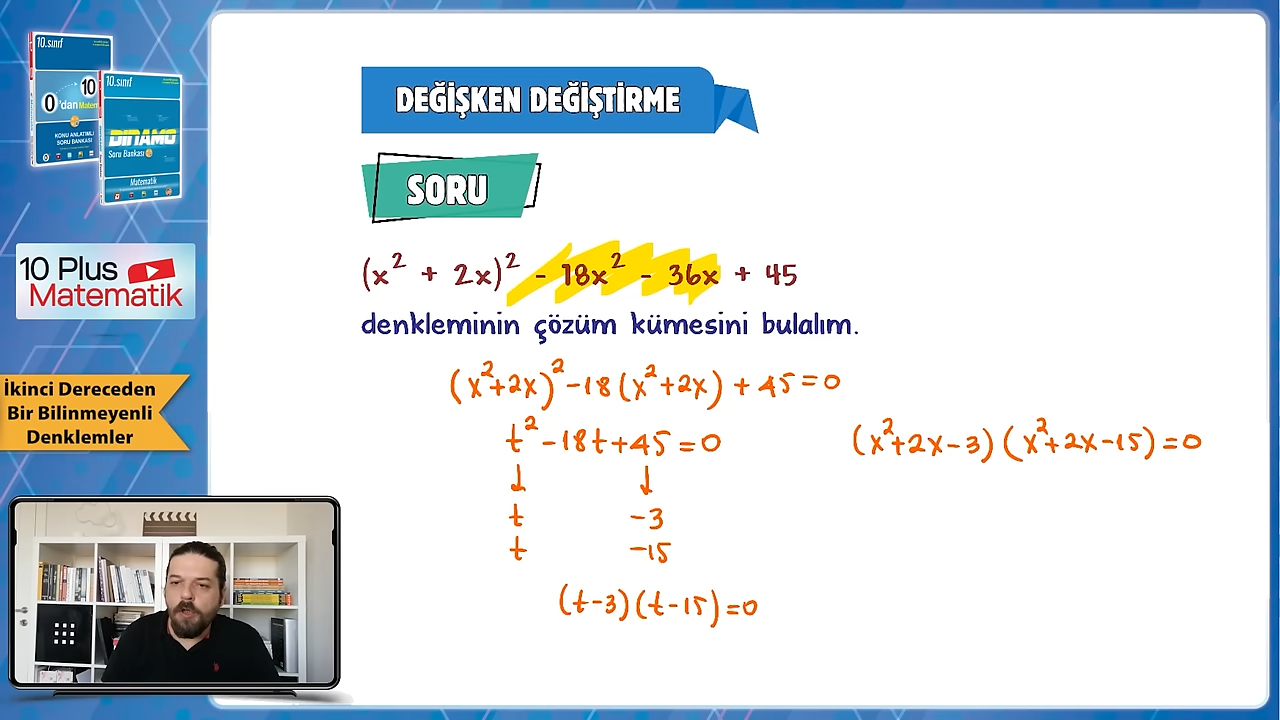 10.sınıf
0'dan 10
KONU ANLATIMLI
SORU BANKASI
10.sınıf
DİNAMO
Soru Bankası
Matematik
10 Plus
Matematik
İkinci Dereceden
Bir Bilinmeyenli
Denklemler
DEĞİŞKEN DEĞİŞTİRME
SORU
(x² + 2x)² - 18x² - 36x + 45
denkleminin çözüm kümesini bulalım.
(x²+2x)²-18(x²+2x)+45=0
t²-18t+45=0
↓ ↓
t -3
t -15
(t-3)(t-15)=0
(x²+2x-3)(x²+2x-15)=0